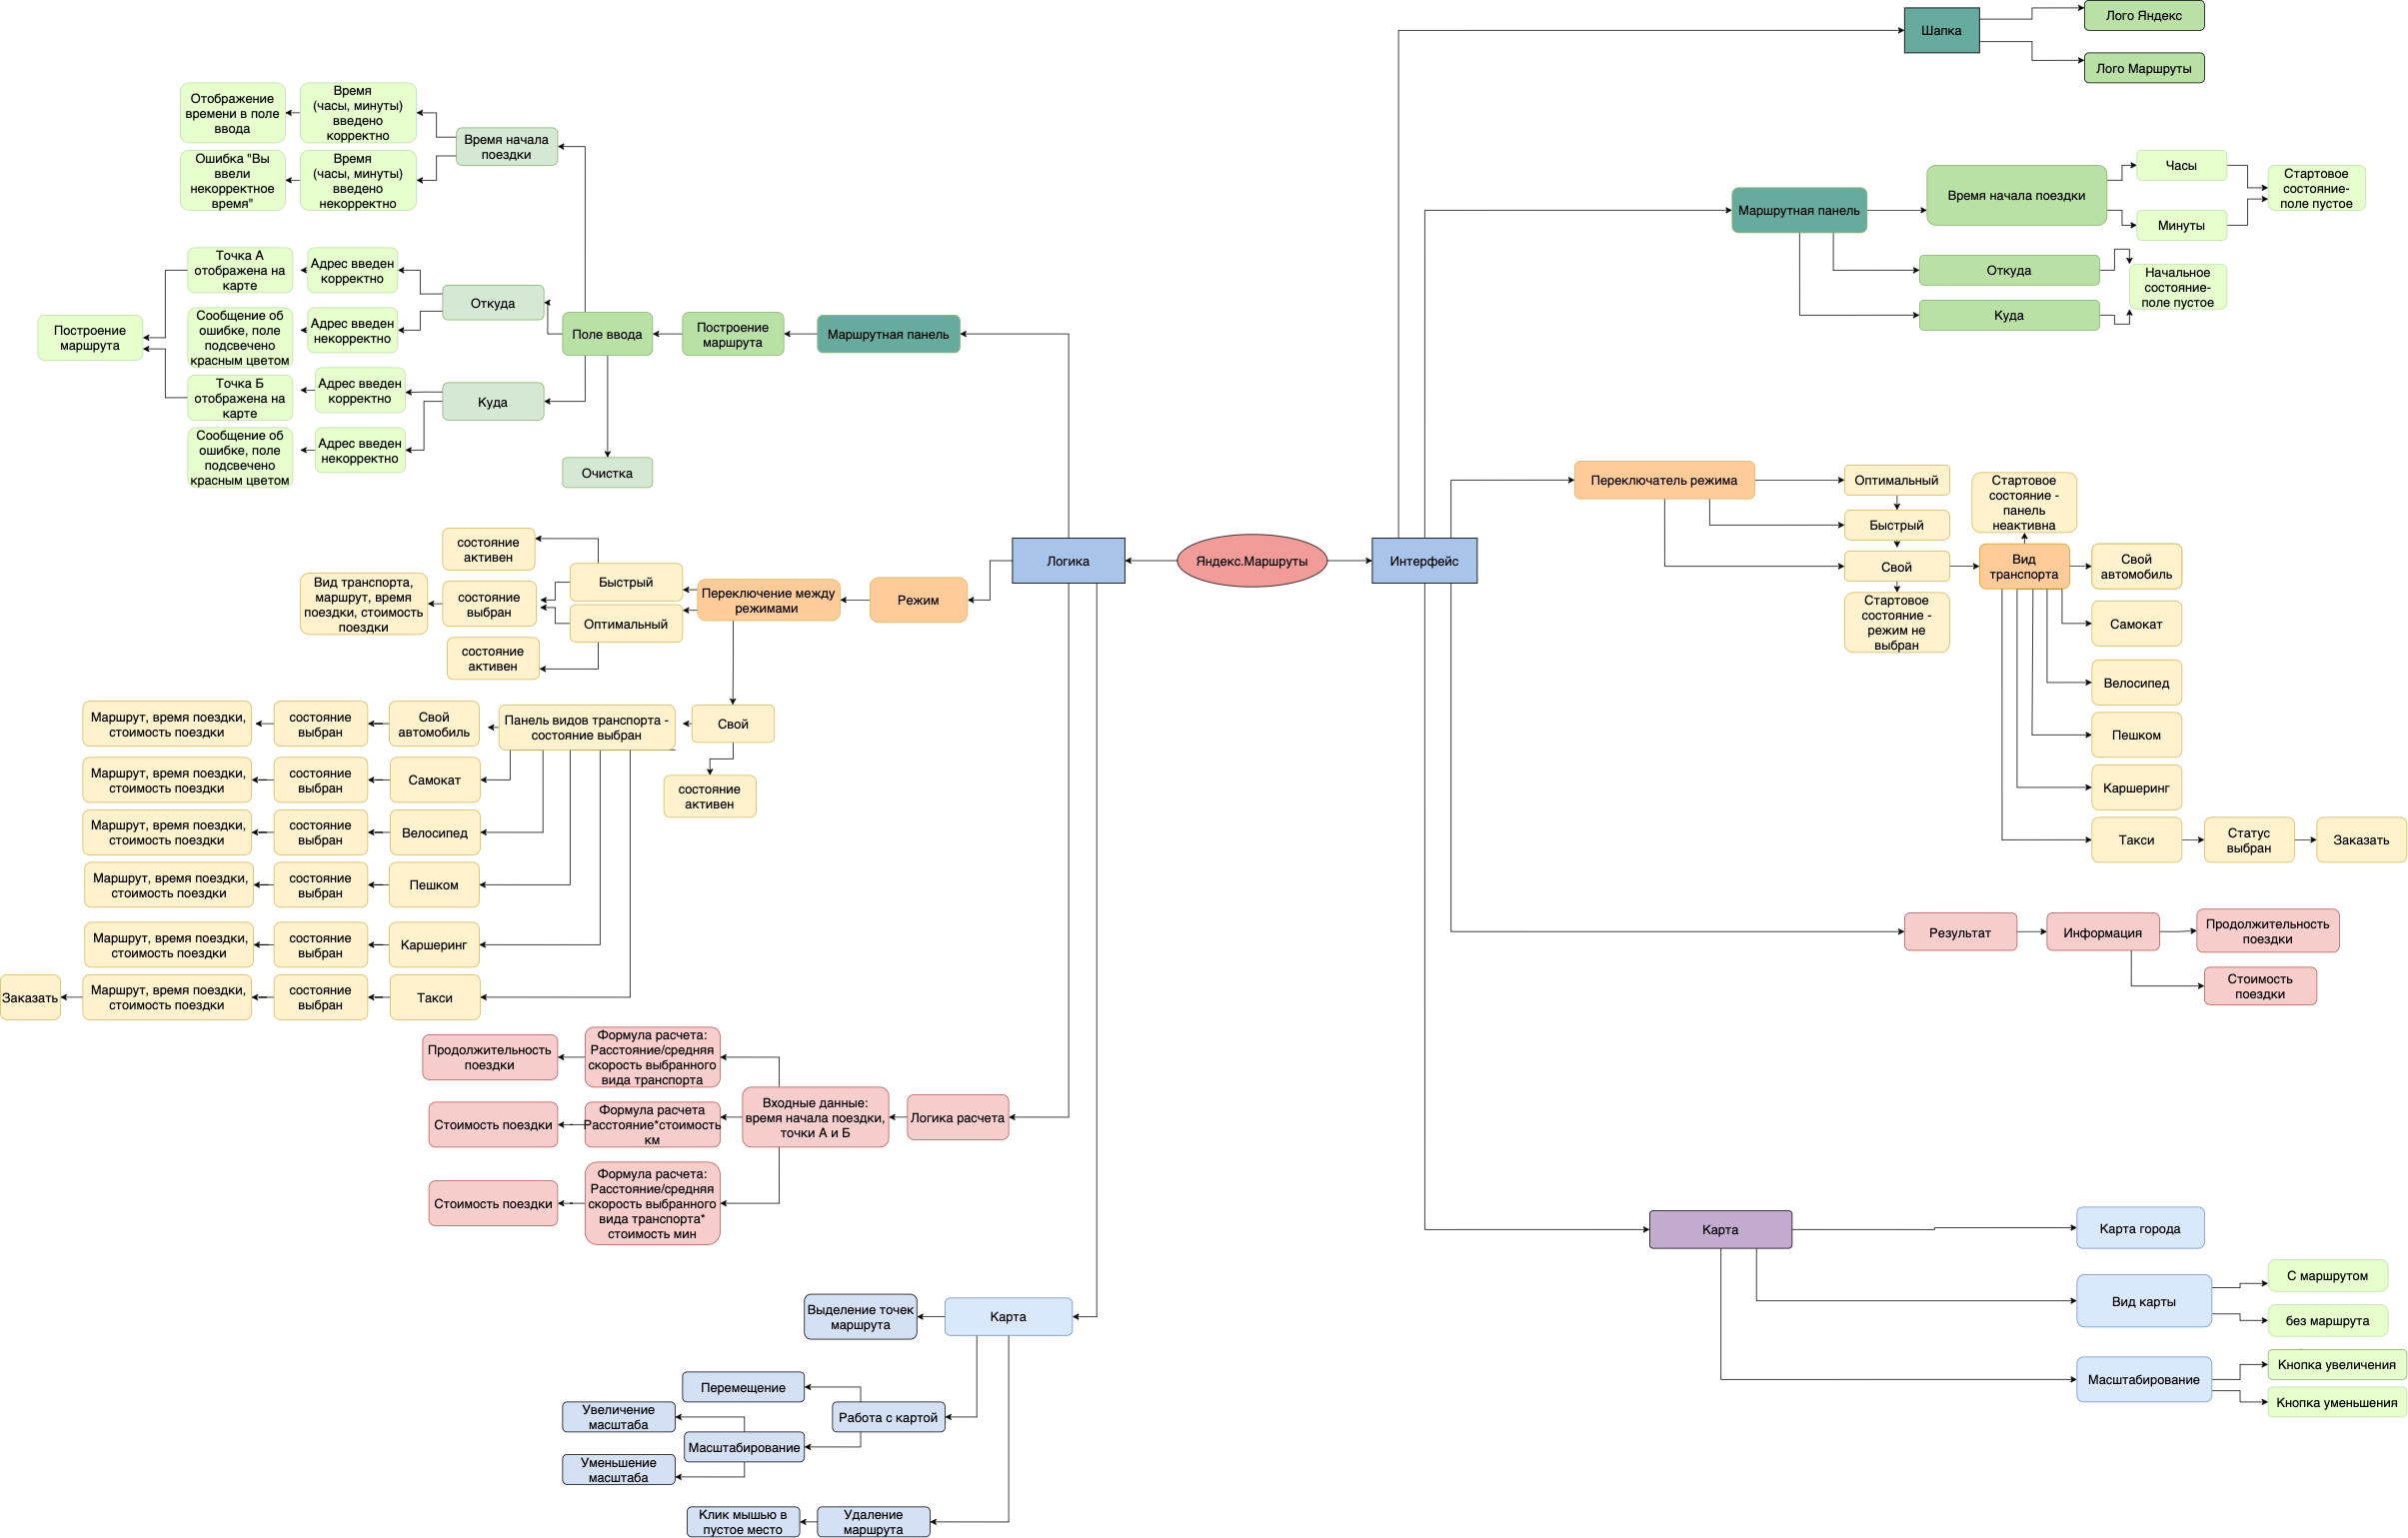 Яндекс.Маршруты
Логика
Интерфейс
Маршрутная панель
Построение
маршрута
Поле ввода
Время начала
поездки
Время
(часы, минуты)
введено
корректно
Отображение
времени в поле
ввода
Время
(часы, минуты)
введено
некорректно
Ошибка "Вы
ввели
некорректное
время"
Откуда
Адрес введен
корректно
Точка А
отображена на
карте
Адрес введен
некорректно
Сообщение об
ошибке, поле
подсвечено
красным цветом
Построение
маршрута
Куда
Адрес введен
корректно
Точка Б
отображена на
карте
Адрес введен
некорректно
Сообщение об
ошибке, поле
подсвечено
красным цветом
Очистка
Режим
Переключение между
режимами
Быстрый
состояние
активен
состояние
выбран
Вид транспорта,
маршрут, время
поездки, стоимость
поездки
Оптимальный
состояние
активен
Свой
состояние
активен
Панель видов транспорта -
состояние выбран
Свой
автомобиль
состояние
выбран
Маршрут, время поездки,
стоимость поездки
Самокат
состояние
выбран
Маршрут, время поездки,
стоимость поездки
Велосипед
состояние
выбран
Маршрут, время поездки,
стоимость поездки
Пешком
состояние
выбран
Маршрут, время поездки,
стоимость поездки
Каршеринг
состояние
выбран
Маршрут, время поездки,
стоимость поездки
Такси
состояние
выбран
Маршрут, время поездки,
стоимость поездки
Заказать
Логика расчета
Входные данные:
время начала поездки,
точки А и Б
Формула расчета:
Расстояние/средняя
скорость выбранного
вида транспорта
Продолжительность
поездки
Формула расчета
Расстояние*стоимость
км
Стоимость поездки
Формула расчета:
Расстояние/средняя
скорость выбранного
вида транспорта*
стоимость мин
Стоимость поездки
Карта
Выделение точек
маршрута
Работа с картой
Перемещение
Масштабирование
Увеличение
масштаба
Уменьшение
масштаба
Удаление
маршрута
Клик мышью в
пустое место
Шапка
Лого Яндекс
Лого Маршруты
Маршрутная панель
Время начала поездки
Часы
Минуты
Стартовое
состояние-
поле пустое
Откуда
Куда
Начальное
состояние-
поле пустое
Переключатель режима
Оптимальный
Быстрый
Свой
Стартовое
состояние -
режим не
выбран
Вид
транспорта
Стартовое
состояние -
панель
неактивна
Свой
автомобиль
Самокат
Велосипед
Пешком
Каршеринг
Такси
Статус
выбран
Заказать
Результат
Информация
Продолжительность
поездки
Стоимость
поездки
Карта
Карта города
Вид карты
С маршрутом
без маршрута
Масштабирование
Кнопка увеличения
Кнопка уменьшения